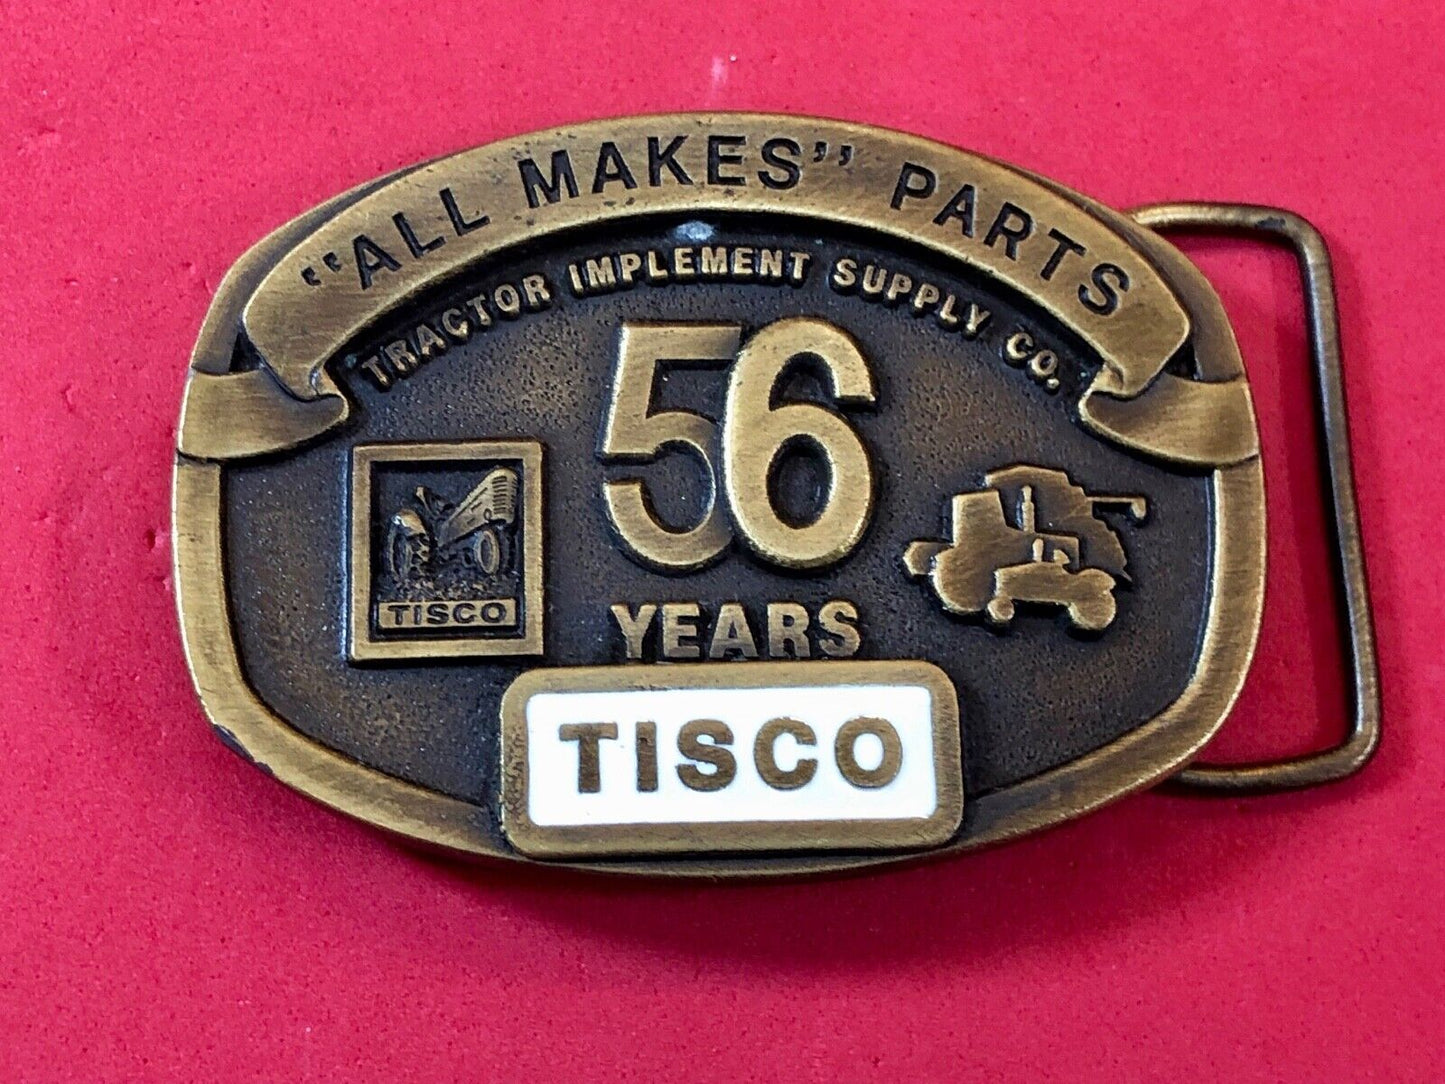 "ALL MAKES" PARTS
TRACTOR IMPLEMENT SUPPLY CO.
56
YEARS
TISCO
TISCO